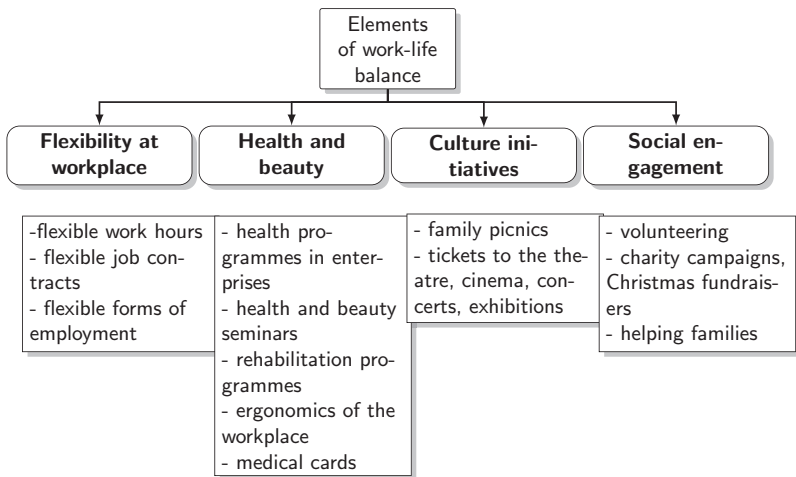 Elements
of work-life
balance
Flexibility at
workplace
Health and
beauty
Culture ini-
tiatives
Social en-
gagement
-flexible work hours
- flexible job con-
tracts
- flexible forms of
employment
- health pro-
grammes in enter-
prises
- health and beauty
seminars
- rehabilitation pro-
grammes
- ergonomics of the
workplace
- medical cards
- family picnics
- tickets to the the-
atre, cinema, con-
certs, exhibitions
- volunteering
- charity campaigns,
Christmas fundrais-
ers
- helping families